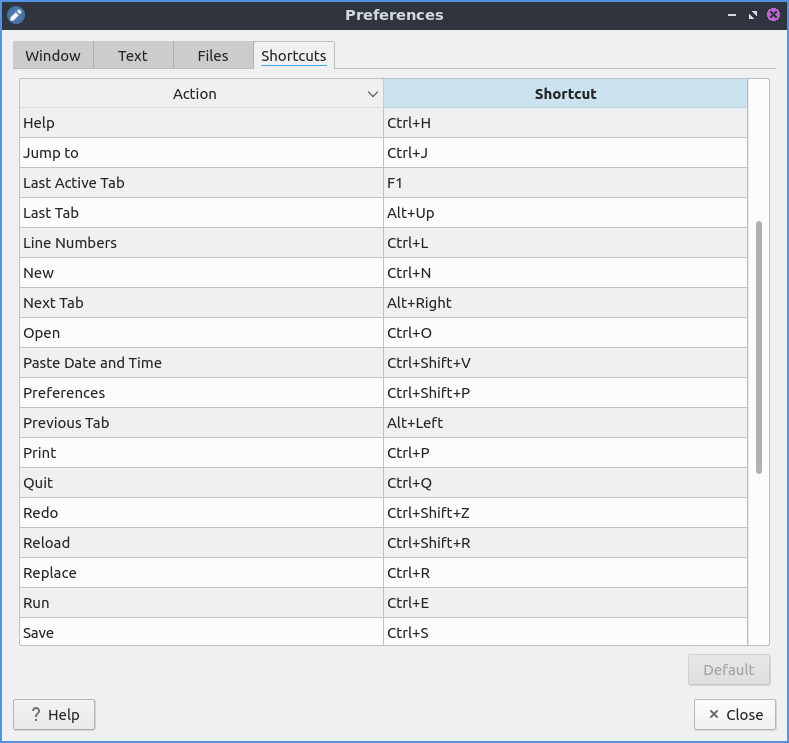 Preferences
Window Text Files Shortcuts
Action Shortcut
Help Ctrl+H
Jump to Ctrl+J
Last Active Tab F1
Last Tab Alt+Up
Line Numbers Ctrl+L
New Ctrl+N
Next Tab Alt+Right
Open Ctrl+O
Paste Date and Time Ctrl+Shift+V
Preferences Ctrl+Shift+P
Previous Tab Alt+Left
Print Ctrl+P
Quit Ctrl+Q
Redo Ctrl+Shift+Z
Reload Ctrl+Shift+R
Replace Ctrl+R
Run Ctrl+E
Save Ctrl+S
Default
? Help Close